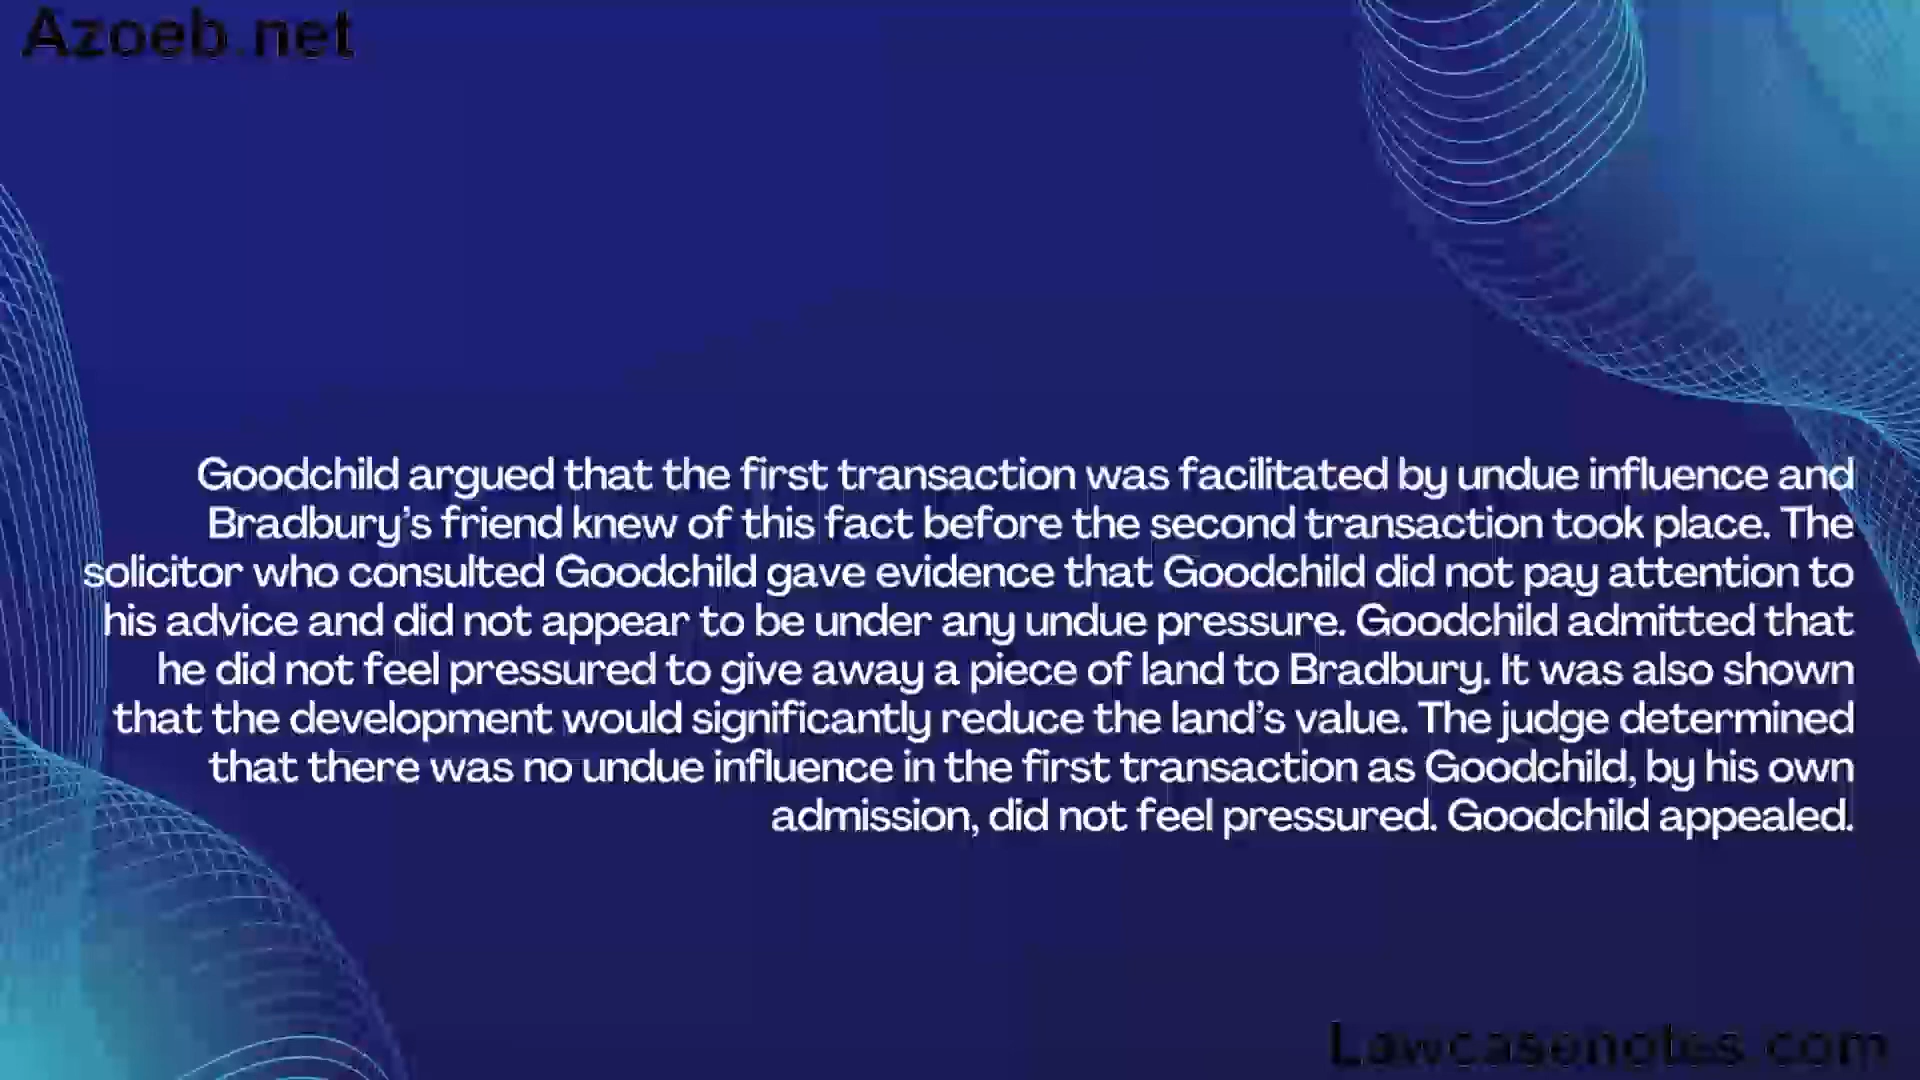 Azoeb.net
Goodchild argued that the first transaction was facilitated by undue influence and
Bradbury's friend knew of this fact before the second transaction took place. The
solicitor who consulted Goodchild gave evidence that Goodchild did not pay attention to
his advice and did not appear to be under any undue pressure. Goodchild admitted that
he did not feel pressured to give away a piece of land to Bradbury. It was also shown
that the development would significantly reduce the land's value. The judge determined
that there was no undue influence in the first transaction as Goodchild, by his own
admission, did not feel pressured. Goodchild appealed.
Lawcasenotes.com